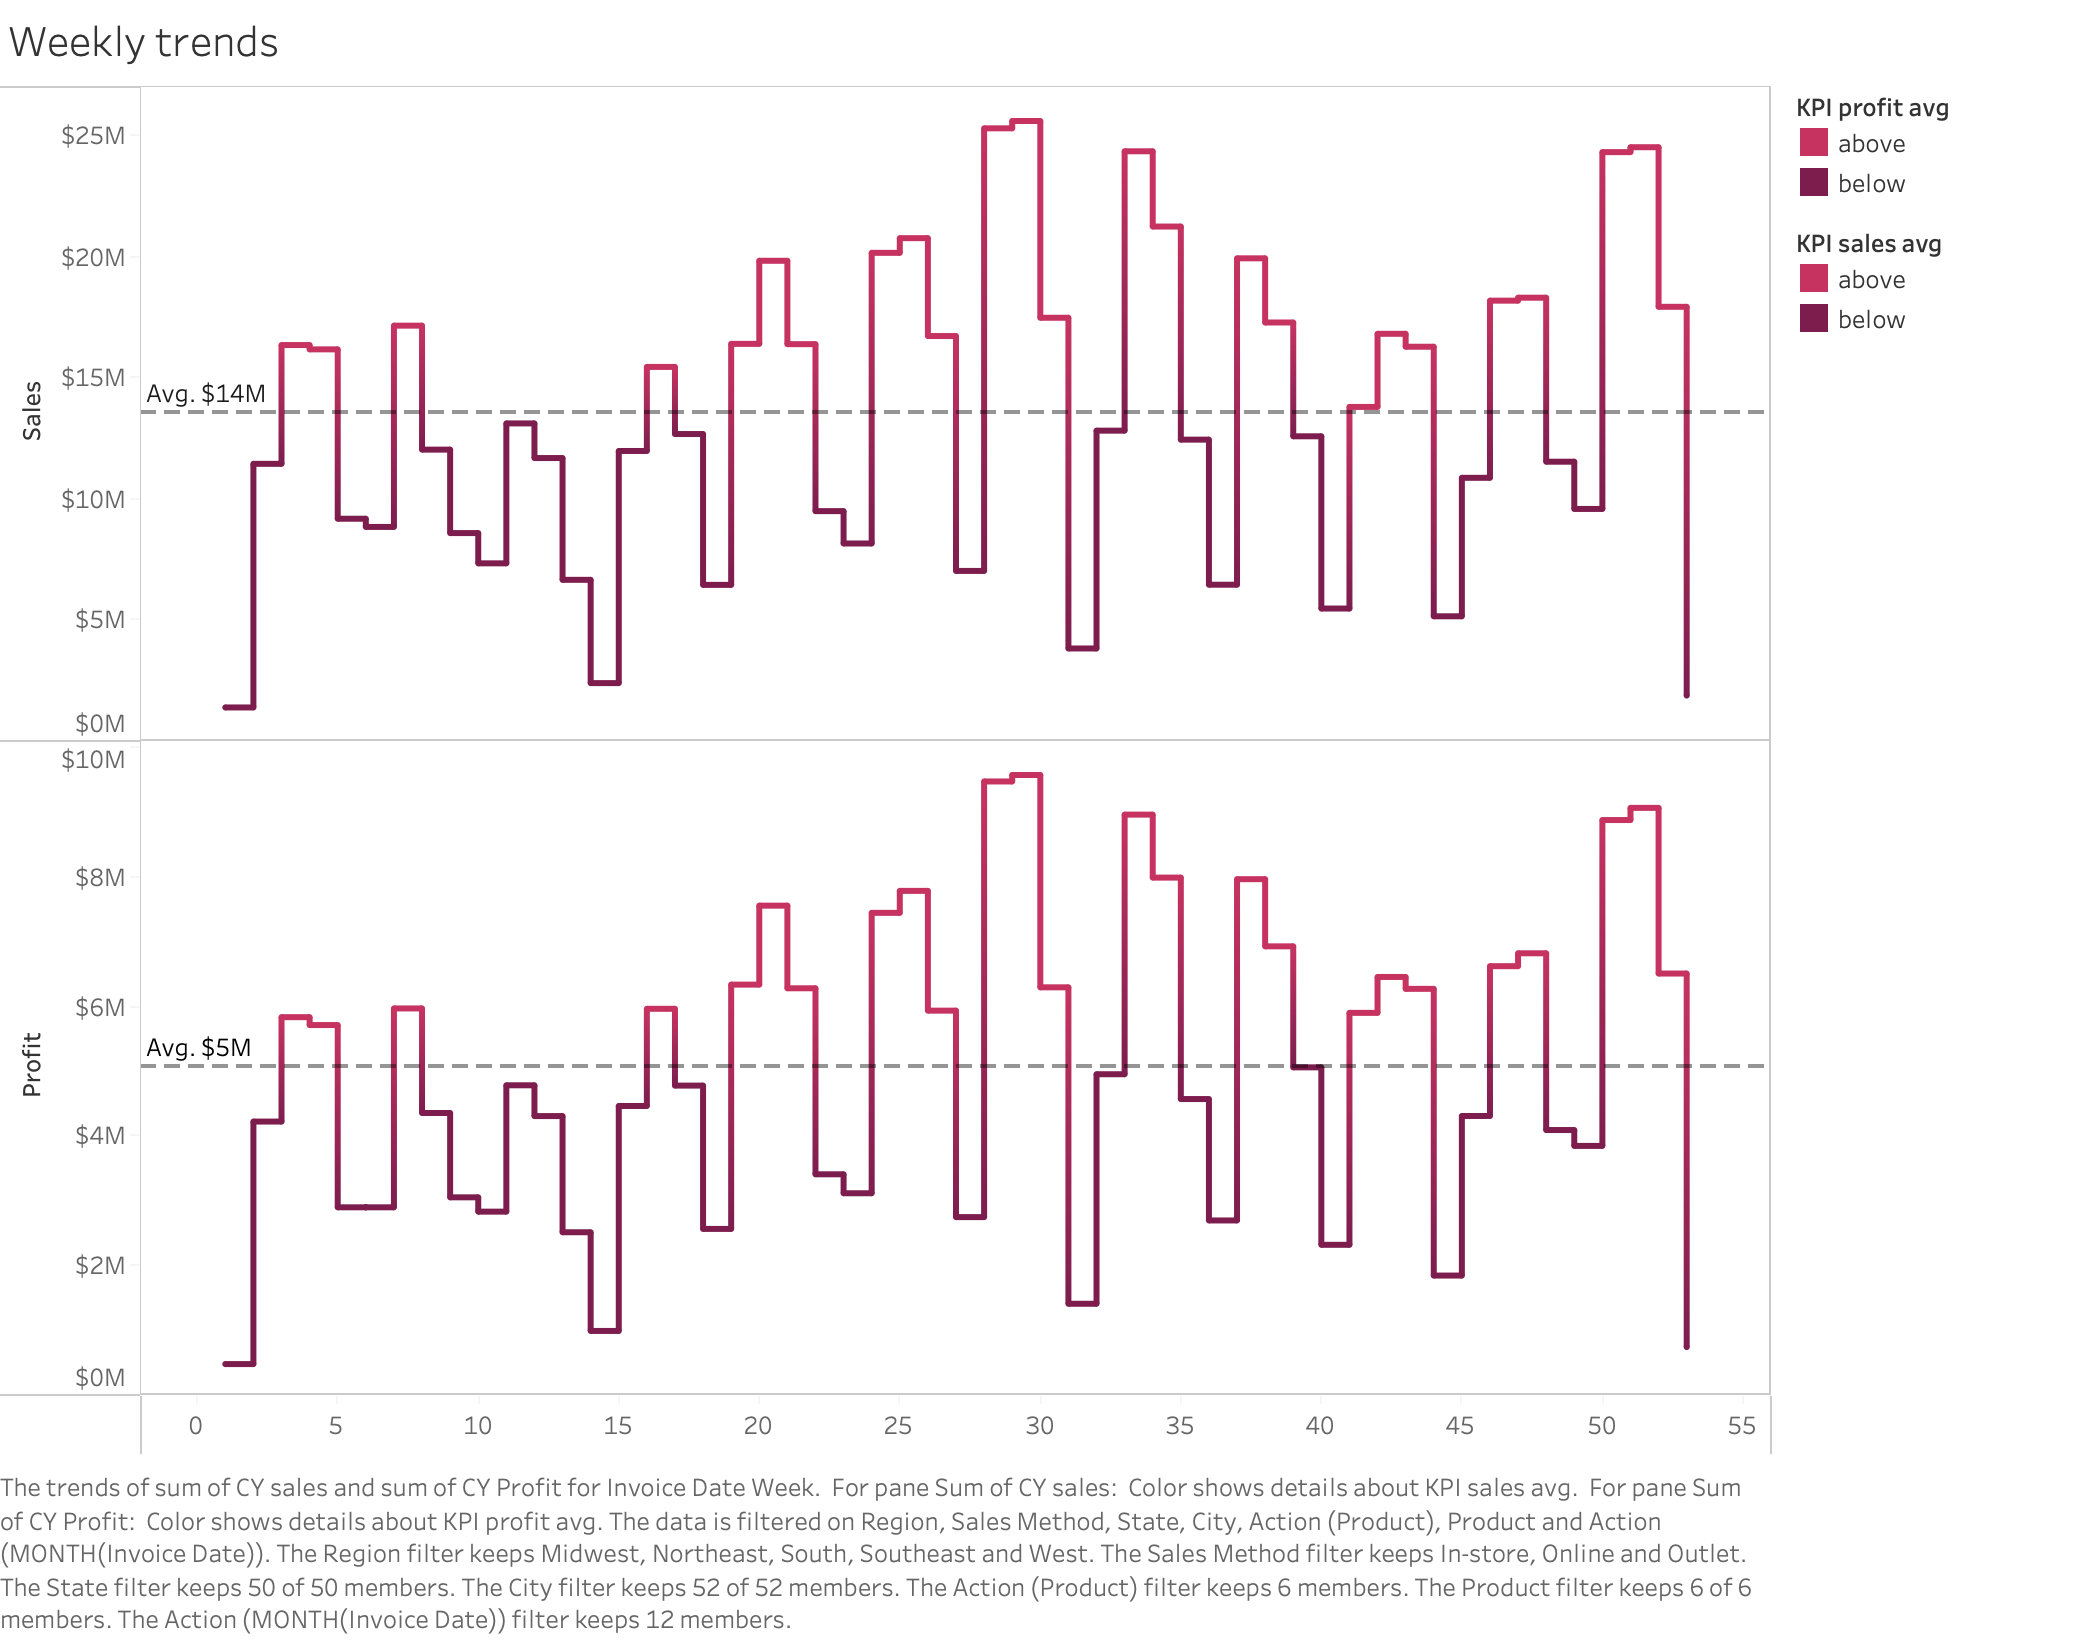 Weekly trends
KPI profit avg
above
below
KPI sales avg
above
below
Sales
$25M
$20M
$15M
$10M
$5M
$0M
Avg. $14M
Profit
$10M
$8M
$6M
$4M
$2M
$0M
Avg. $5M
0 5 10 15 20 25 30 35 40 45 50 55
The trends of sum of CY sales and sum of CY Profit for Invoice Date Week.  For pane Sum of CY sales:  Color shows details about KPI sales avg.  For pane Sum
of CY Profit:  Color shows details about KPI profit avg. The data is filtered on Region, Sales Method, State, City, Action (Product), Product and Action
(MONTH(Invoice Date)). The Region filter keeps Midwest, Northeast, South, Southeast and West. The Sales Method filter keeps In-store, Online and Outlet.
The State filter keeps 50 of 50 members. The City filter keeps 52 of 52 members. The Action (Product) filter keeps 6 members. The Product filter keeps 6 of 6
members. The Action (MONTH(Invoice Date)) filter keeps 12 members.